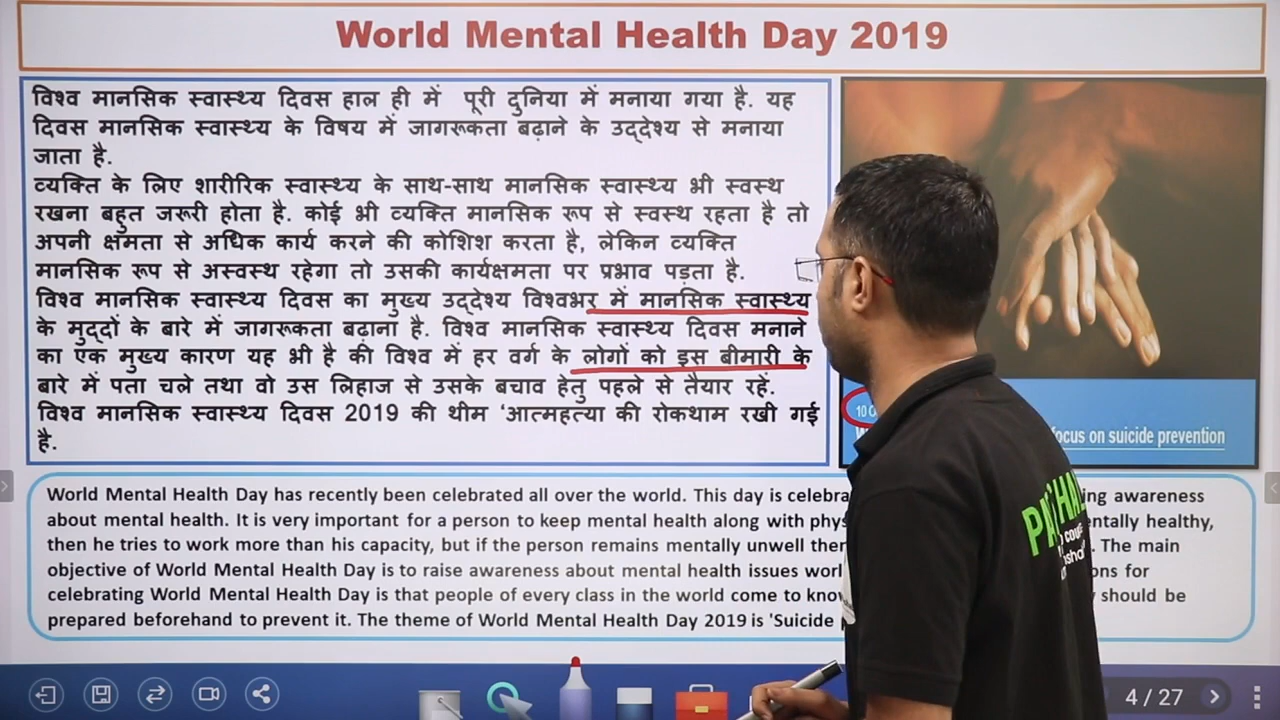 World Mental Health Day 2019
विश्व मानसिक स्वास्थ्य दिवस हाल ही में पूरी दुनिया में मनाया गया है. यह
दिवस मानसिक स्वास्थ्य के विषय में जागरूकता बढ़ाने के उद्देश्य से मनाया
जाता है.
व्यक्ति के लिए शारीरिक स्वास्थ्य के साथ-साथ मानसिक स्वास्थ्य भी स्वस्थ
रखना बहुत जरूरी होता है. कोई भी व्यक्ति मानसिक रूप से स्वस्थ रहता है तो
अपनी क्षमता से अधिक कार्य करने की कोशिश करता है, लेकिन व्यक्ति
मानसिक रूप से अस्वस्थ रहेगा तो उसकी कार्यक्षमता पर प्रभाव पड़ता है.
विश्व मानसिक स्वास्थ्य दिवस का मुख्य उद्देश्य विश्वभर में मानसिक स्वास्थ्य
के मुद्दों के बारे में जागरूकता बढ़ाना है. विश्व मानसिक स्वास्थ्य दिवस मनाने
का एक मुख्य कारण यह भी है की विश्व में हर वर्ग के लोगों को इस बीमारी के
बारे में पता चले तथा वो उस लिहाज से उसके बचाव हेतु पहले से तैयार रहें.
विश्व मानसिक स्वास्थ्य दिवस 2019 की थीम 'आत्महत्या की रोकथाम रखी गई
है.
10
focus on suicide prevention
World Mental Health Day has recently been celebrated all over the world. This day is awareness
about mental health. It is very important for a person to keep mental health along with healthy,
then he tries to work more than his capacity, but if the person remains mentally unwell The main
objective of World Mental Health Day is to raise awareness about mental health issues for
celebrating World Mental Health Day is that people of every class in the world come to should be
prepared beforehand to prevent it. The theme of World Mental Health Day 2019 is 'Suicide
4 / 27